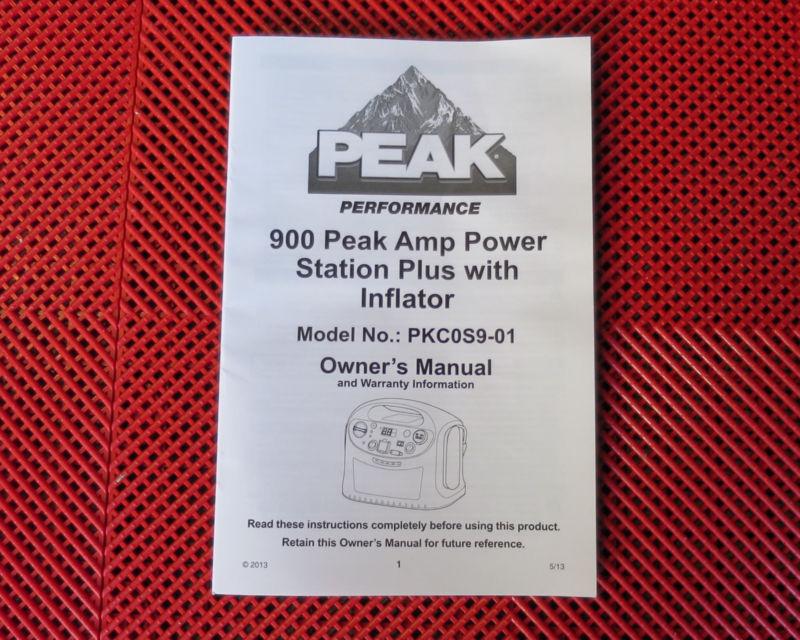 PEAK
PERFORMANCE
900 Peak Amp Power
Station Plus with
Inflator
Model No.: PKC0S9-01
Owner's Manual
and Warranty Information
Read these instructions completely before using this product.
Retain this Owner's Manual for future reference.
© 2013 1 5/13